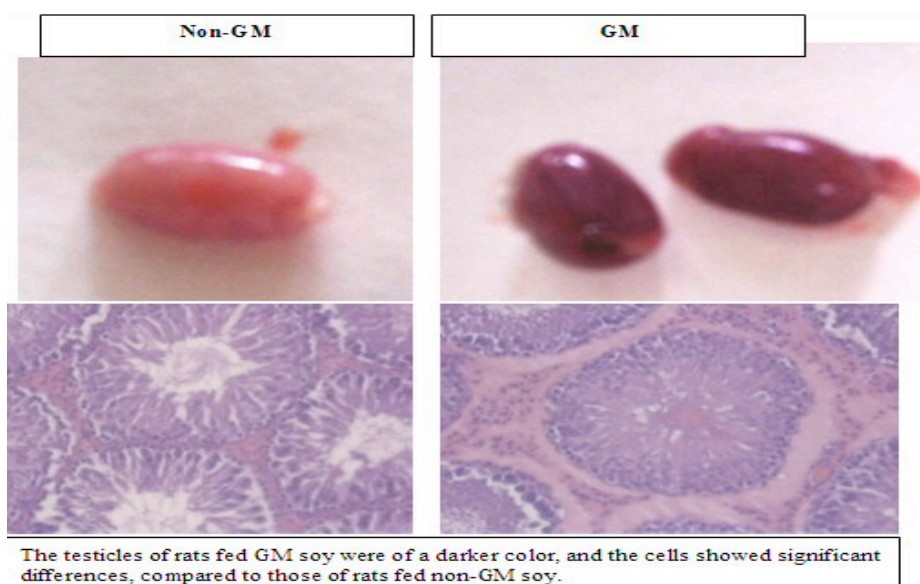 Non-GM
GM
The testicles of rats fed GM soy were of a darker color, and the cells showed significant
differences, compared to those of rats fed non-GM soy.